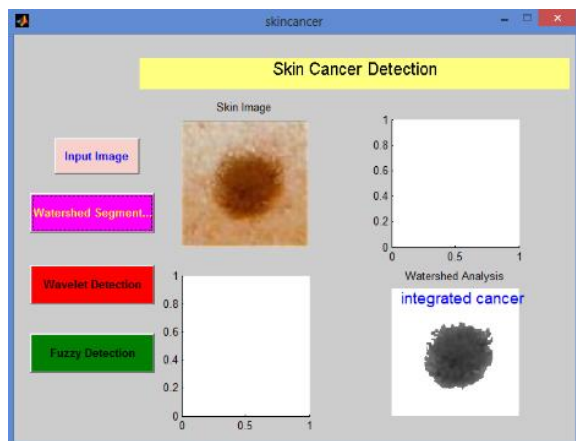 skincancer
Skin Cancer Detection
Skin Image
Input Image
Watershed Segment...
Wavelet Detection
Fuzzy Detection
1
0.8
0.6
0.4
0.2
0
0
0.5
1
1
0.8
0.6
0.4
0.2
0
0
0.5
1
Watershed Analysis
integrated cancer